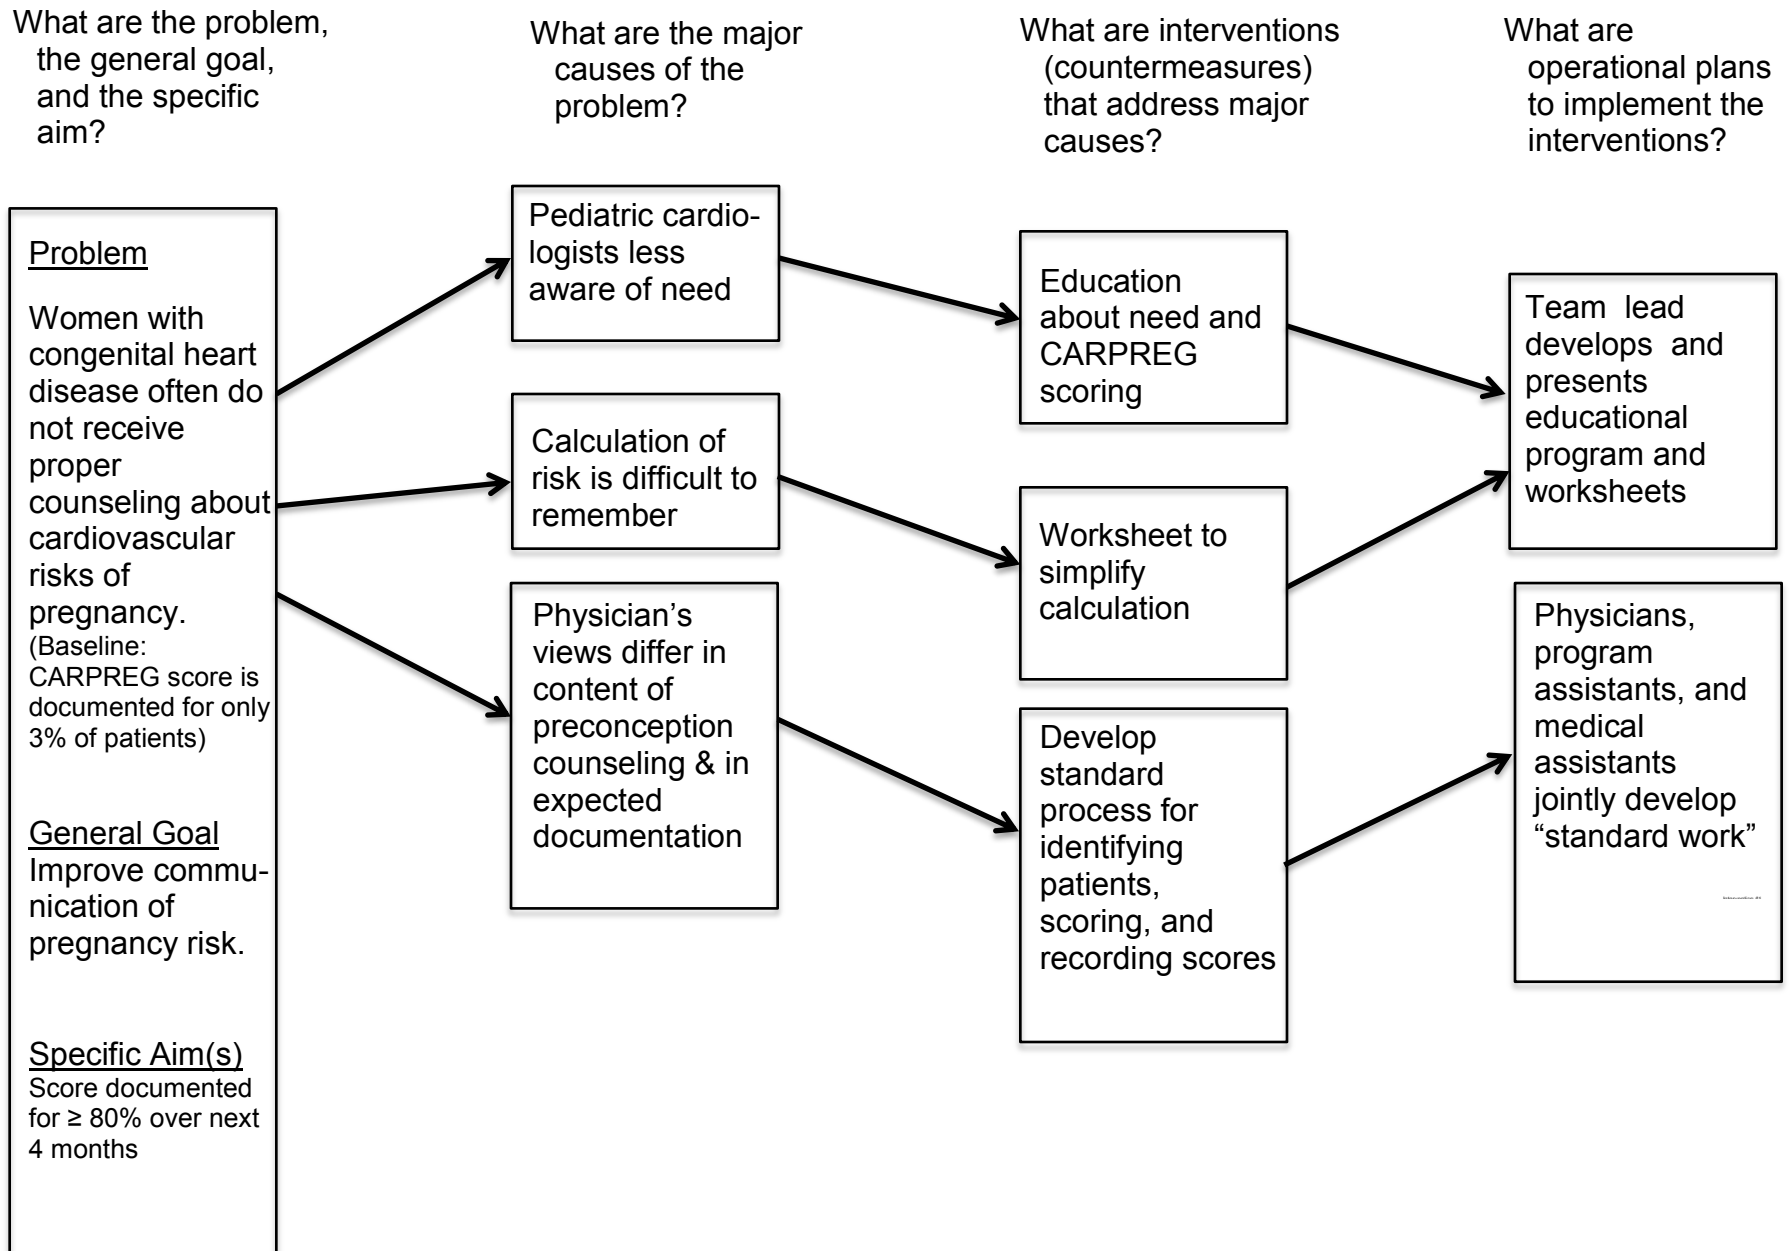 What are the problem,
the general goal,
and the specific
aim?
What are the major
causes of the
problem?
What are interventions
(countermeasures)
that address major
causes?
What are
operational plans
to implement the
interventions?
Problem
Women with
congenital heart
disease often do
not receive
proper
counseling about
cardiovascular
risks of
pregnancy.
(Baseline:
CARPREG score is
documented for only
3% of patients)
General Goal
Improve commu-
nication of
pregnancy risk.
Specific Aim(s)
Score documented
for ≥ 80% over next
4 months
Pediatric cardio-
logists less
aware of need
Calculation of
risk is difficult to
remember
Physician’s
views differ in
content of
preconception
counseling & in
expected
documentation
Education
about need and
CARPREG
scoring
Worksheet to
simplify
calculation
Develop
standard
process for
identifying
patients,
scoring, and
recording scores
Team lead
develops and
presents
educational
program and
worksheets
Physicians,
program
assistants, and
medical
assistants
jointly develop
“standard work”